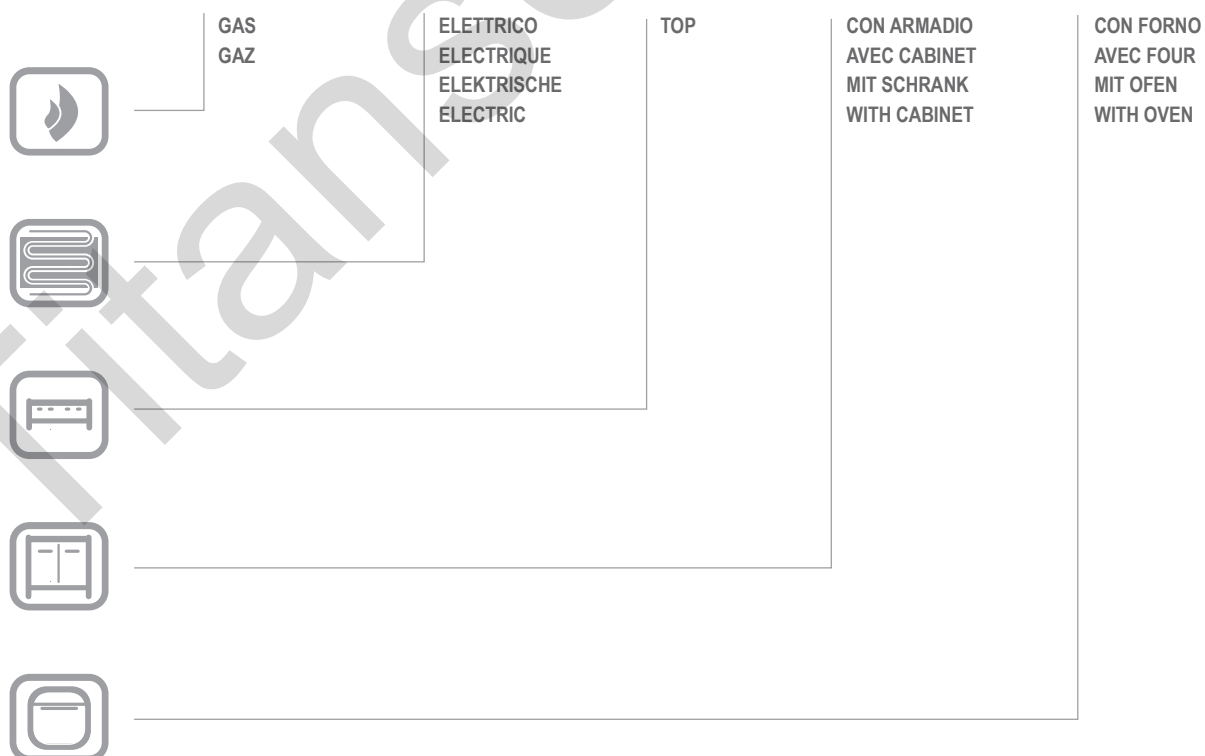 GAS
GAZ
ELETTRICO
ELECTRIQUE
ELEKTRISCHE
ELECTRIC
TOP
CON ARMADIO
AVEC CABINET
MIT SCHRANK
WITH CABINET
CON FORNO
AVEC FOUR
MIT OFEN
WITH OVEN